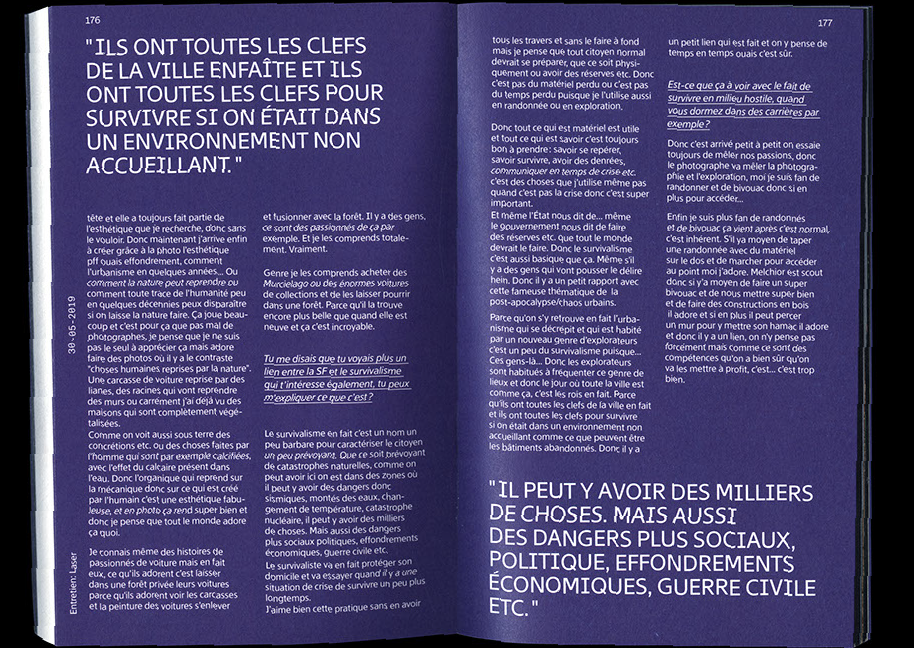 176
"ILS ONT TOUTES LES CLEFS
DE LA VILLE ENFAÎTE ET ILS
ONT TOUTES LES CLEFS POUR
SURVIVRE SI ON ÉTAIT DANS
UN ENVIRONNEMENT NON
ACCUEILLANT."
tête et elle a toujours fait partie de
l'esthétique que je recherche, donc sans
le vouloir. Donc maintenant j'arrive enfin
à créer grâce à la photo l'esthétique
pff ouais effondrement, comment
l'urbanisme en quelques années... Ou
comment la nature peut reprendre ou
comment toute trace de l'humanité peu
en quelques décennies peux disparaître
si on laisse la nature faire. Ça joue beau-
coup et c'est pour ça que pas mal de
photographes, je pense que je ne suis
pas le seul à apprécier ça mais adore
faire des photos où il y a le contraste
"choses humaines reprises par la nature".
Une carcasse de voiture reprise par des
lianes, des racines qui vont reprendre
des murs ou carrément j'ai déjà vu des
maisons qui sont complètement végé-
talisées.
Comme on voit aussi sous terre des
concrétions etc. ou des choses faites par
l'homme qui sont par exemple calcifiées,
avec l'effet du calcaire présent dans
l'eau. Donc l'organique qui reprend sur
la mécanique donc sur ce qui est créé
par l'humain c'est une esthétique fabu-
leuse, et en photo ça rend super bien et
donc je pense que tout le monde adore
ça quoi.
Je connais même des histoires de
passionnés de voiture mais en fait
eux, ce qu'ils adorent c'est laisser
dans une forêt privée leurs voitures
parce qu'ils adorent voir les carcasses
et la peinture des voitures s'enlever
et fusionner avec la forêt. Il y a des gens,
ce sont des passionnés de ça par
exemple. Et je les comprends totale-
ment. Vraiment.
Genre je les comprends acheter des
Murcielago ou des énormes voitures
de collections et de les laisser pourrir
dans une forêt. Parce qu'il la trouve
encore plus belle que quand elle est
neuve et ça c'est incroyable.
Tu me disais que tu voyais plus un
lien entre la SF et le survivalisme
qui t'intéresse également, tu peux
m'expliquer ce que c'est ?
Le survivalisme en fait c'est un nom un
peu barbare pour caractériser le citoyen
un peu prévoyant. Que ce soit prévoyant
de catastrophes naturelles, comme on
peut avoir ici on est dans des zones où
il peut y avoir des dangers donc
sismiques, montés des eaux, chan-
gement de température, catastrophe
nucléaire, il peut y avoir des milliers
de choses. Mais aussi des dangers
plus sociaux politiques, effondrements
économiques, guerre civile etc.
Le survivaliste va en fait protéger son
domicile et va essayer quand il y a une
situation de crise de survivre un peu plus
longtemps.
J'aime bien cette pratique sans en avoir
30-05-2019
Entretien: Laser
177
tous les travers et sans le faire à fond
mais je pense que tout citoyen normal
devrait se préparer, que ce soit physi-
quement ou avoir des réserves etc. Donc
c'est pas du matériel perdu ou c'est pas
du temps perdu puisque je l'utilise aussi
en randonnée ou en exploration.
Donc tout ce qui est matériel est utile
et tout ce qui est savoir c'est toujours
bon à prendre : savoir se repérer,
savoir survivre, avoir des denrées,
communiquer en temps de crise etc.
c'est des choses que j'utilise même pas
quand c'est pas la crise donc c'est super
important.
Et même l'État nous dit de... même
le gouvernement nous dit de faire
des réserves etc. que tout le monde
devrait le faire. Donc le survivalisme
c'est aussi basique que ça. Même s'il
y a des gens qui vont pousser le délire
hein. Donc il y a un petit rapport avec
cette fameuse thématique de la
post-apocalypse/chaos urbains.
Parce qu'on s'y retrouve en fait l'urba-
nisme qui se décrépit et qui est habité
par un nouveau genre d'explorateurs
c'est un peu du survivalisme puisque...
Ces gens-là... Donc les explorateurs
sont habitués à fréquenter ce genre de
lieux et donc le jour où toute la ville est
comme ça, c'est les rois en fait. Parce
qu'ils ont toutes les clefs de la ville en fait
et ils ont toutes les clefs pour survivre
si on était dans un environnement non
accueillant comme ce que peuvent être
les bâtiments abandonnés. Donc il y a
un petit lien qui est fait et on y pense de
temps en temps ouais c'est sûr.
Est-ce que ça à voir avec le fait de
survivre en milieu hostile, quand
vous dormez dans des carrières par
exemple ?
Donc c'est arrivé petit à petit on essaie
toujours de mêler nos passions, donc
le photographe va mêler la photogra-
phie et l'exploration, moi je suis fan de
randonner et de bivouac donc si en
plus pour accéder...
Enfin je suis plus fan de randonnés
et de bivouac ça vient après c'est normal,
c'est inhérent. S'il ya moyen de taper
une randonnée avec du matériel
sur le dos et de marcher pour accéder
au point moi j'adore. Melchior est scout
donc si y'a moyen de faire un super
bivouac et de nous mettre super bien
et de faire des constructions en bois
il adore et si en plus il peut percer
un mur pour y mettre son hamac il adore
et donc il y a un lien, on n'y pense pas
forcément mais comme ce sont des
compétences qu'on a bien sûr qu'on
va les mettre à profit, c'est... c'est trop
bien.
"IL PEUT Y AVOIR DES MILLIERS
DE CHOSES. MAIS AUSSI
DES DANGERS PLUS SOCIAUX,
POLITIQUE, EFFONDREMENTS
ÉCONOMIQUES, GUERRE CIVILE
ETC."